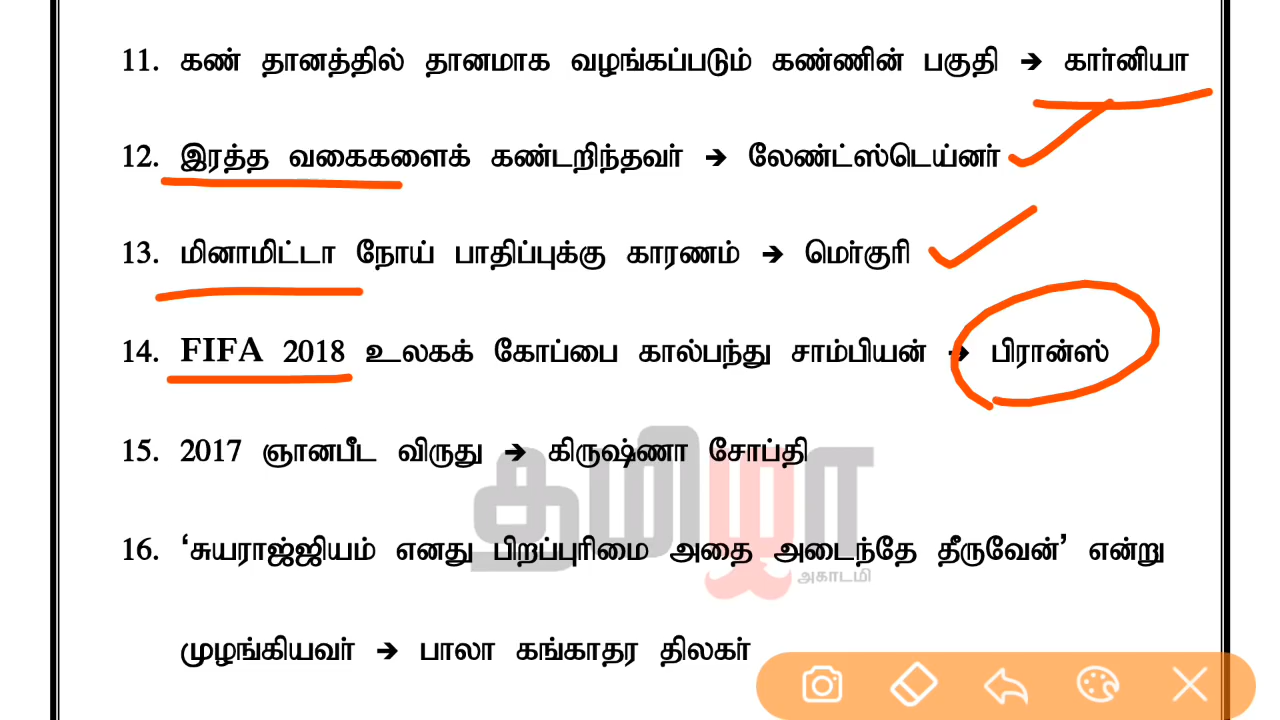 11. கண் தானத்தில் தானமாக வழங்கப்படும் கண்ணின் பகுதி → கார்னியா
12. இரத்த வகைகளைக் கண்டறிந்தவர் → லேண்ட்ஸ்டெய்னர்
13. மினாமிட்டா நோய் பாதிப்புக்கு காரணம் → மெர்குரி
14. FIFA 2018 உலகக் கோப்பை கால்பந்து சாம்பியன் → பிரான்ஸ்
15. 2017 ஞானபீட விருது → கிருஷ்ணா சோப்தி
தமிழா
16. ‘சுயராஜ்ஜியம் எனது பிறப்புரிமை அதை அடைந்தே தீருவேன்’ என்று
அகாடமி
முழங்கியவர் → பாலா கங்காதர திலகர்